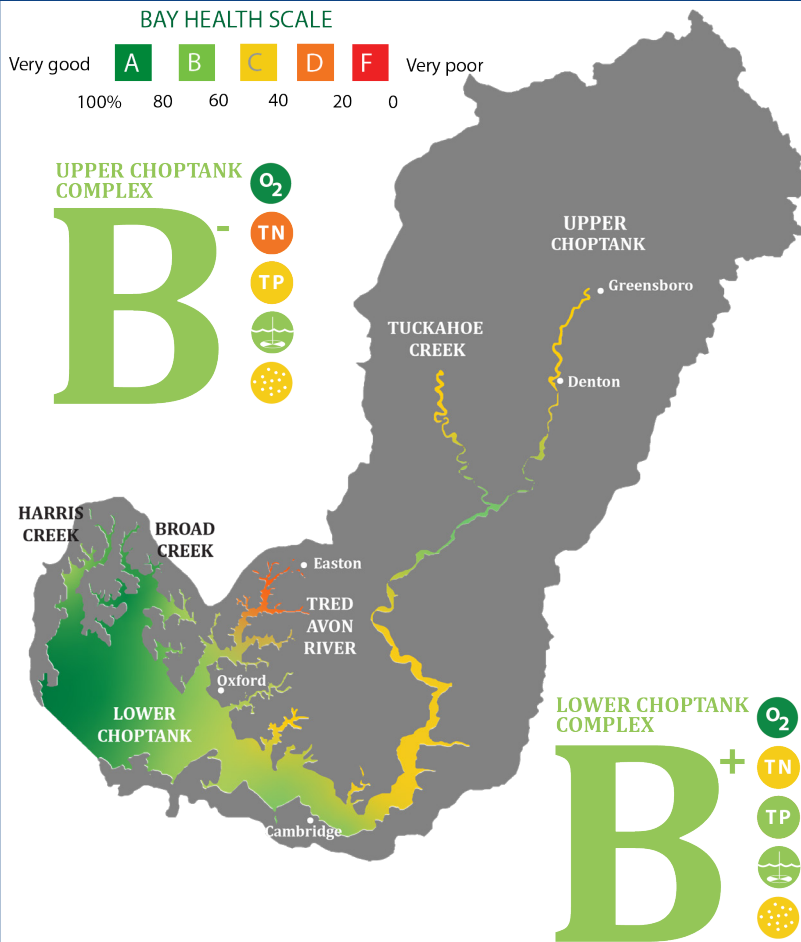 BAY HEALTH SCALE
Very good A B C D F Very poor
100% 80 60 40 20 0
UPPER CHOPTANK
COMPLEX
B-
O2
TN
TP
UPPER
CHOPTANK
Greensboro
TUCKAHOE
CREEK
Denton
HARRIS
CREEK
BROAD
CREEK
Easton
TRED
AVON
RIVER
Oxford
LOWER
CHOPTANK
Cambridge
LOWER CHOPTANK
COMPLEX
B+
O2
TN
TP